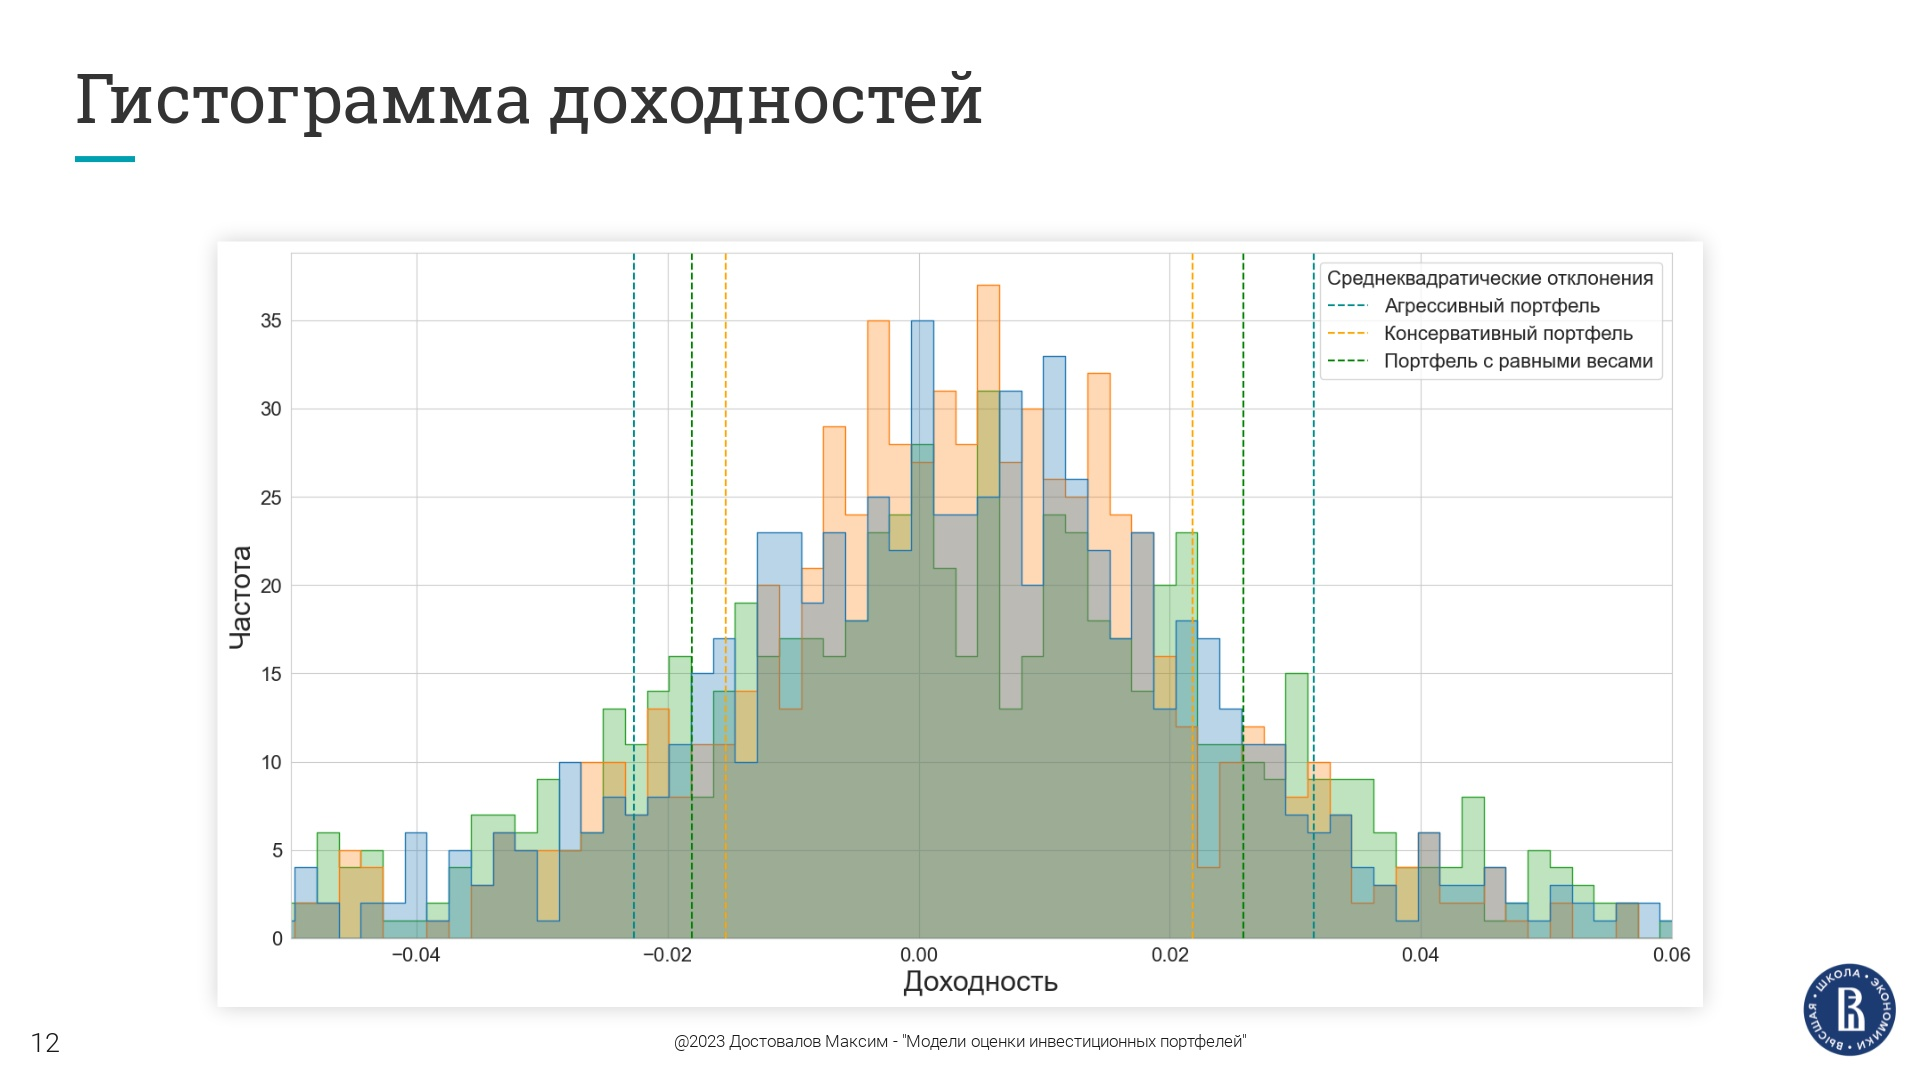 Гистограмма доходностей
Среднеквадратические отклонения
Агрессивный портфель
Консервативный портфель
Портфель с равными весами
35
30
25
20
15
10
5
0
Частота
−0.04
−0.02
0.00
0.02
0.04
0.06
Доходность
12
@2023 Достовалов Максим - "Модели оценки инвестиционных портфелей"
ВЫСШАЯ • ШКОЛА • ЭКОНОМИКИ •